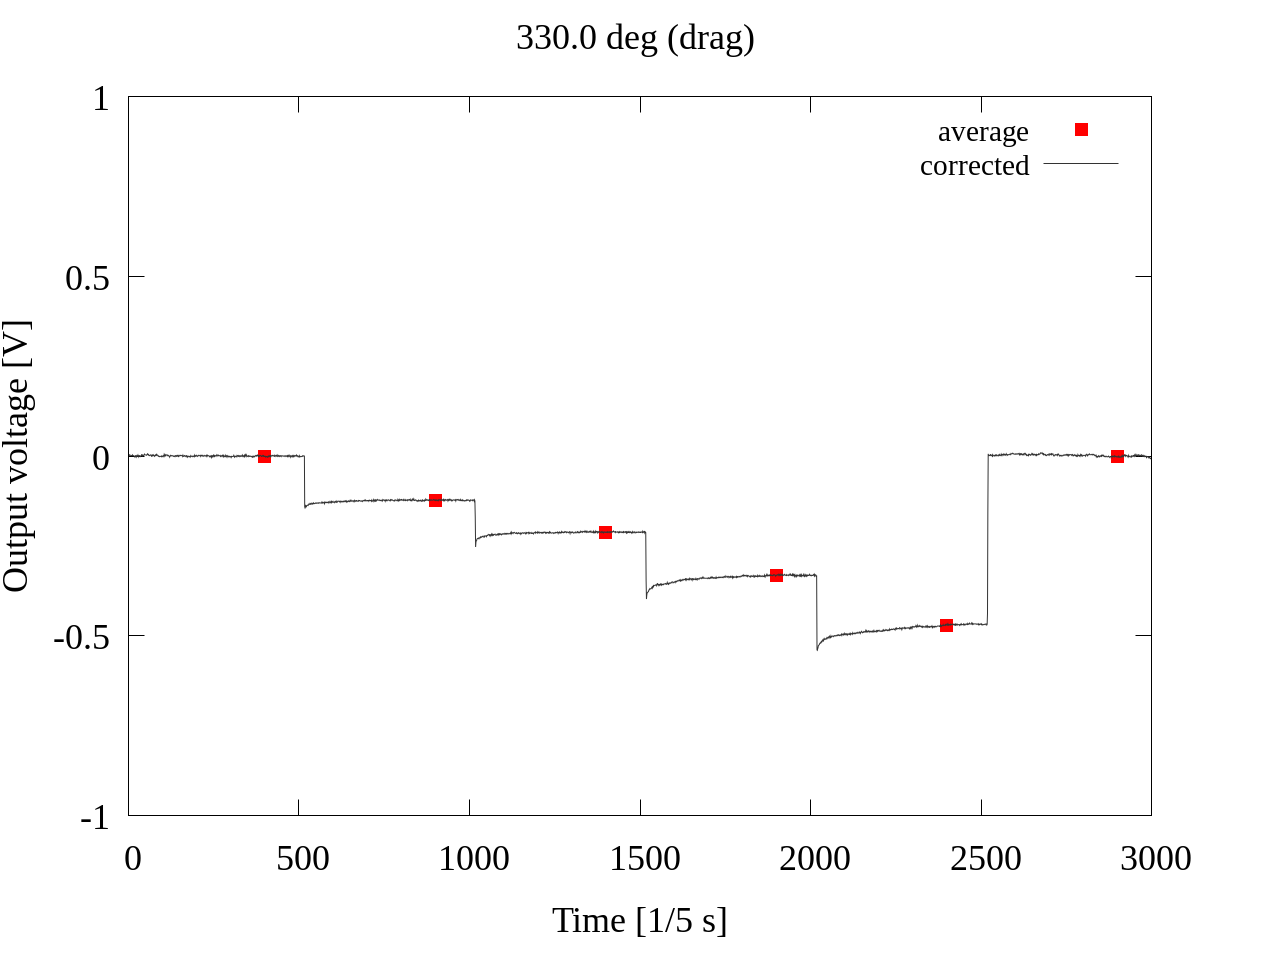 330.0 deg (drag)
average
corrected
1
0.5
0
-0.5
-1
Output voltage [V]
0 500 1000 1500 2000 2500 3000
Time [1/5 s]